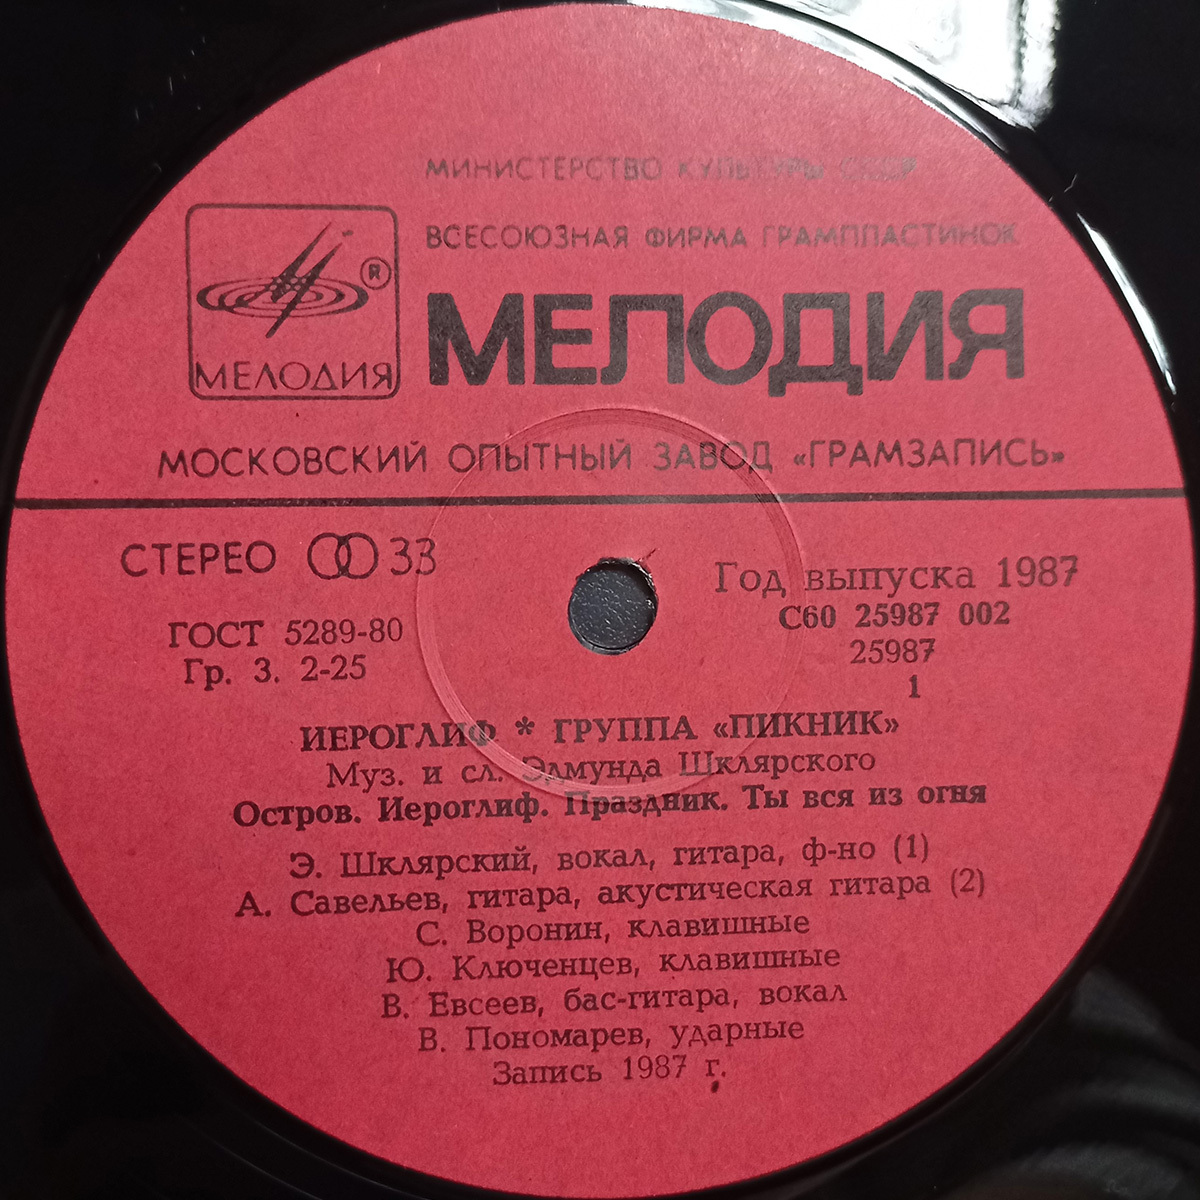 МИНИСТЕРСТВО КУЛЬТУРЫ СССР
ВСЕСОЮЗНАЯ ФИРМА ГРАМПЛАСТИНОК
®
МЕЛОДИЯ
МЕЛОДИЯ
МОСКОВСКИЙ ОПЫТНЫЙ ЗАВОД «ГРАМЗАПИСЬ»
СТЕРЕО 33
Год выпуска 1987
ГОСТ 5289-80
С60 25987 002
Гр. 3. 2-25
25987
1
ИЕРОГЛИФ * ГРУППА «ПИКНИК»
Муз. и сл. Эдмунда Шклярского
Остров. Иероглиф. Праздник. Ты вся из огня
Э. Шклярский, вокал, гитара, ф-но (1)
А. Савельев, гитара, акустическая гитара (2)
С. Воронин, клавишные
Ю. Ключенцев, клавишные
В. Евсеев, бас-гитара, вокал
В. Пономарев, ударные
Запись 1987 г.